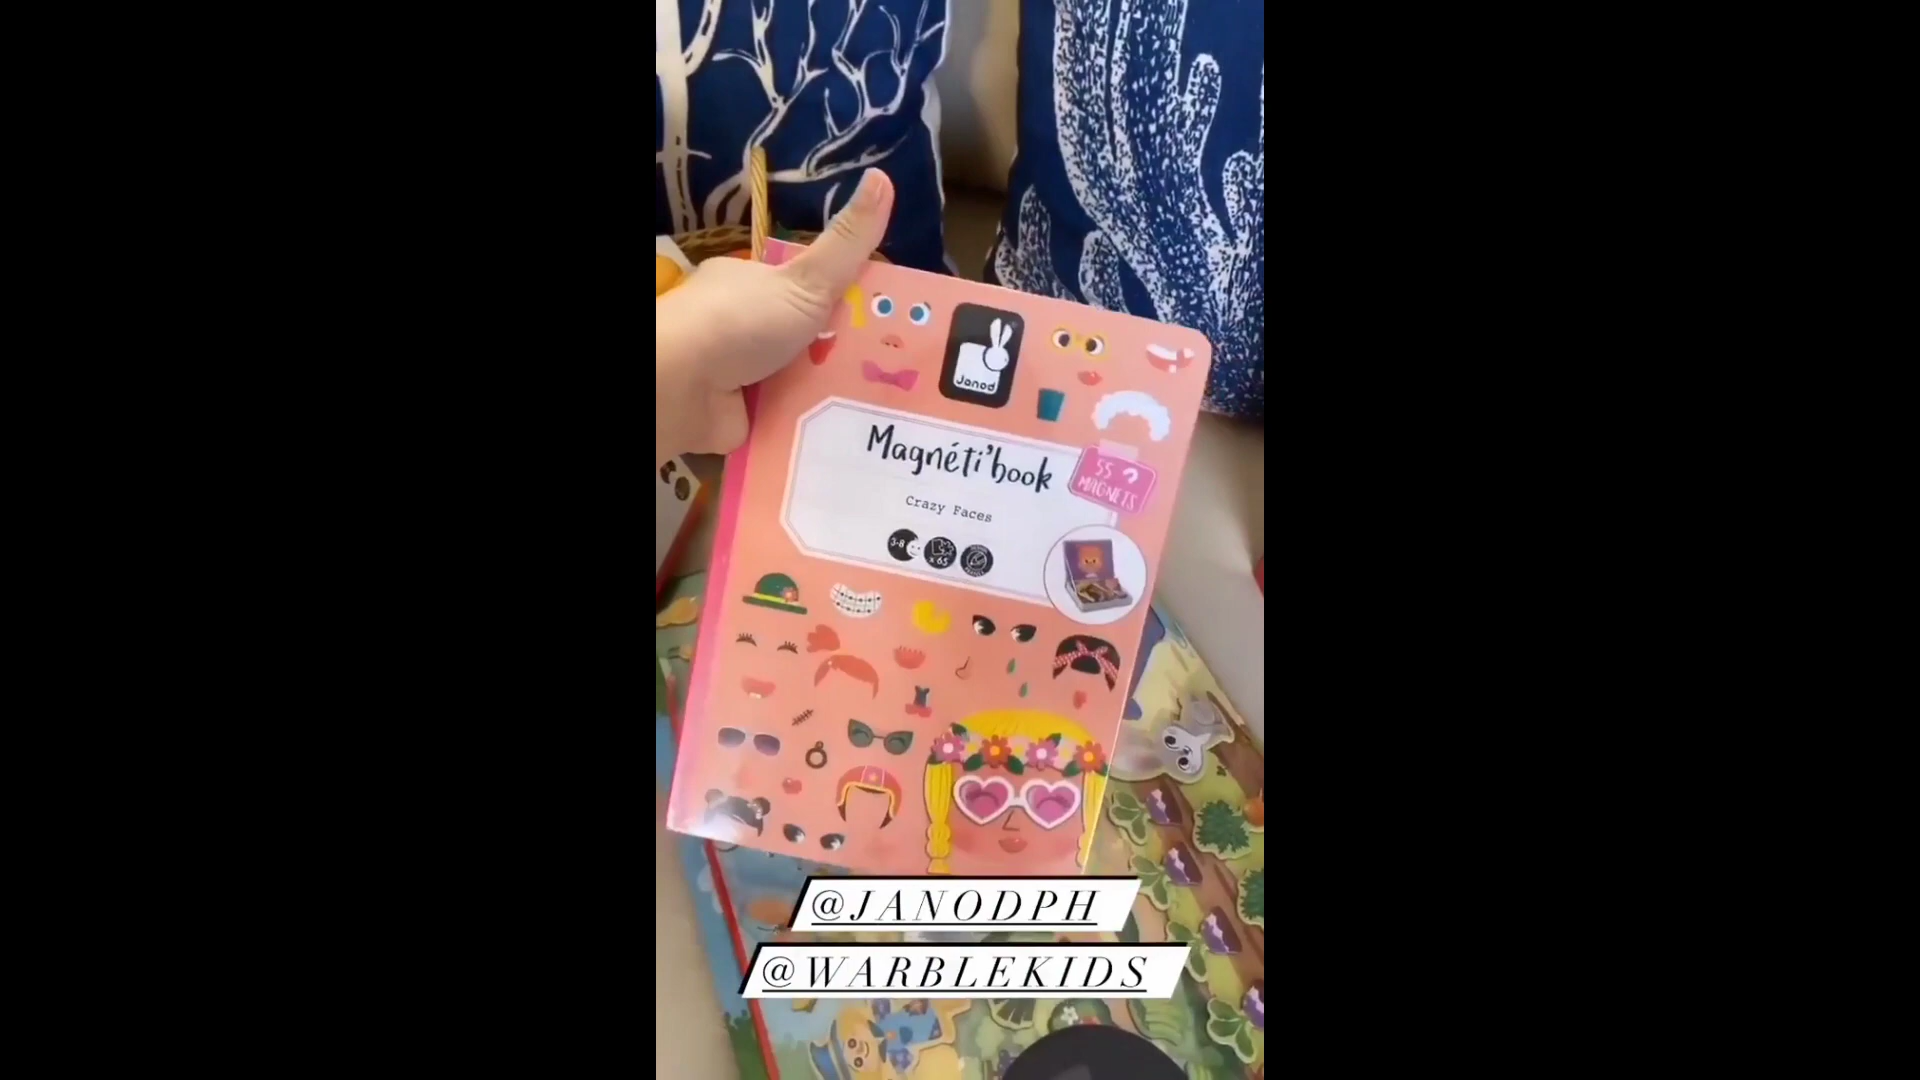 Janod
Magnéti'book
55
MAGNETS
Crazy Faces
3-8
x 65
@JANODPH
@WARBLEKIDS